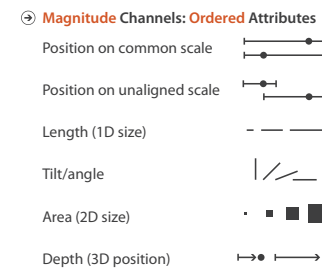 Magnitude Channels: Ordered Attributes
Position on common scale
Position on unaligned scale
Length (1D size)
Tilt/angle
Area (2D size)
Depth (3D position)